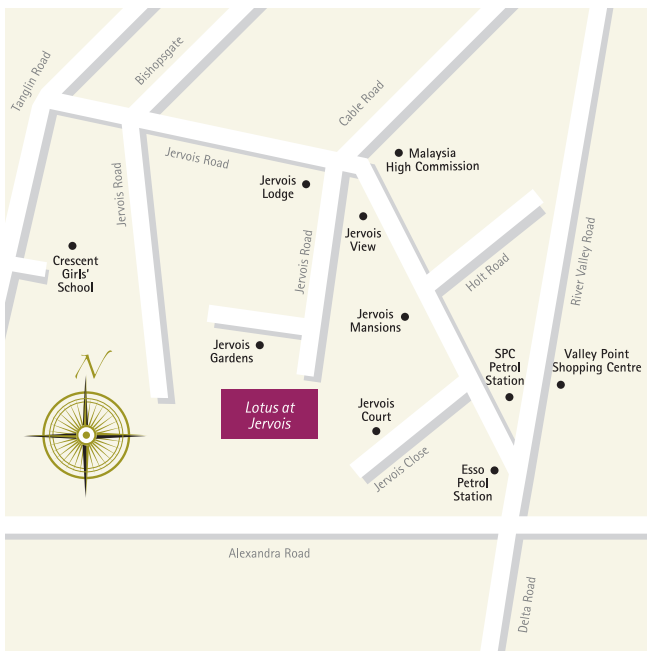 Tanglin Road
Bishopsgate
Cable Road
Malaysia
High Commission
Jervois Road
Jervois
Lodge
Jervois Road
Jervois
View
Jervois Road
River Valley Road
Crescent
Girls'
School
Holt Road
Jervois
Mansions
Jervois
Gardens
SPC
Petrol
Station
Valley Point
Shopping Centre
N
Lotus at
Jervois
Jervois
Court
Jervois Close
Esso
Petrol
Station
Alexandra Road
Delta Road